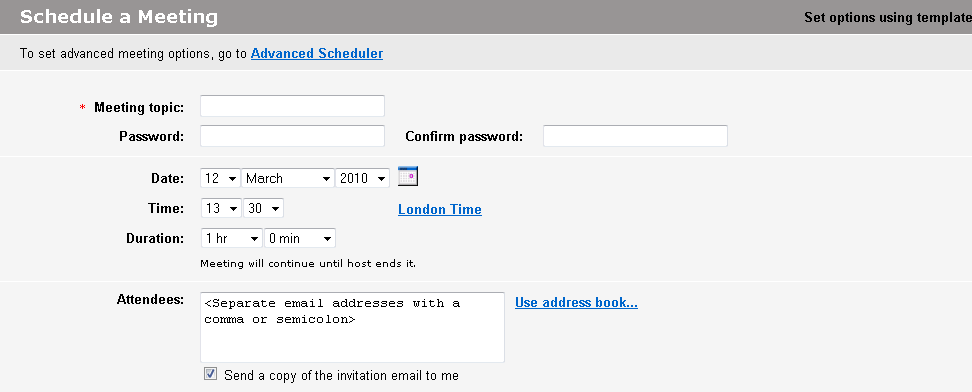 Schedule a Meeting Set options using template
To set advanced meeting options, go to Advanced Scheduler
* Meeting topic:
Password: Confirm password:
Date: 12 March 2010
Time: 13 30 London Time
Duration: 1 hr 0 min
Meeting will continue until host ends it.
Attendees: <Separate email addresses with a Use address book...
comma or semicolon>
Send a copy of the invitation email to me